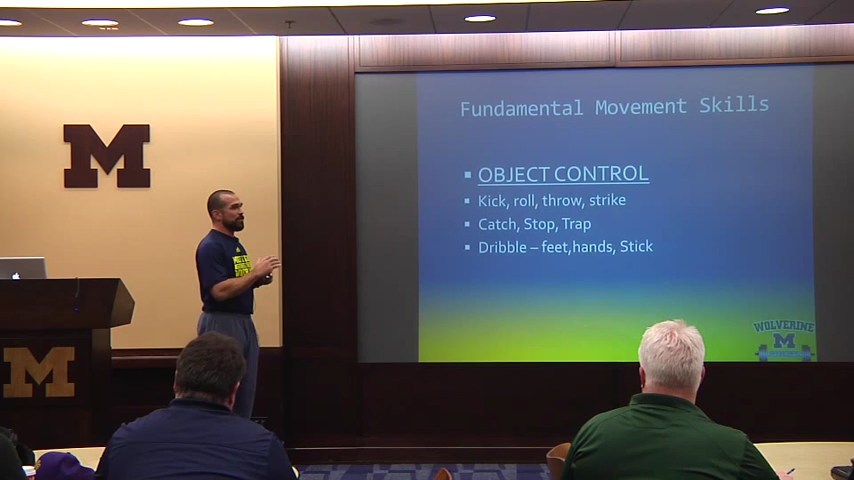 M
Fundamental Movement Skills
▪ OBJECT CONTROL
▪ Kick, roll, throw, strike
▪ Catch, Stop, Trap
▪ Dribble – feet,hands, Stick
WOLVERINE
M
M